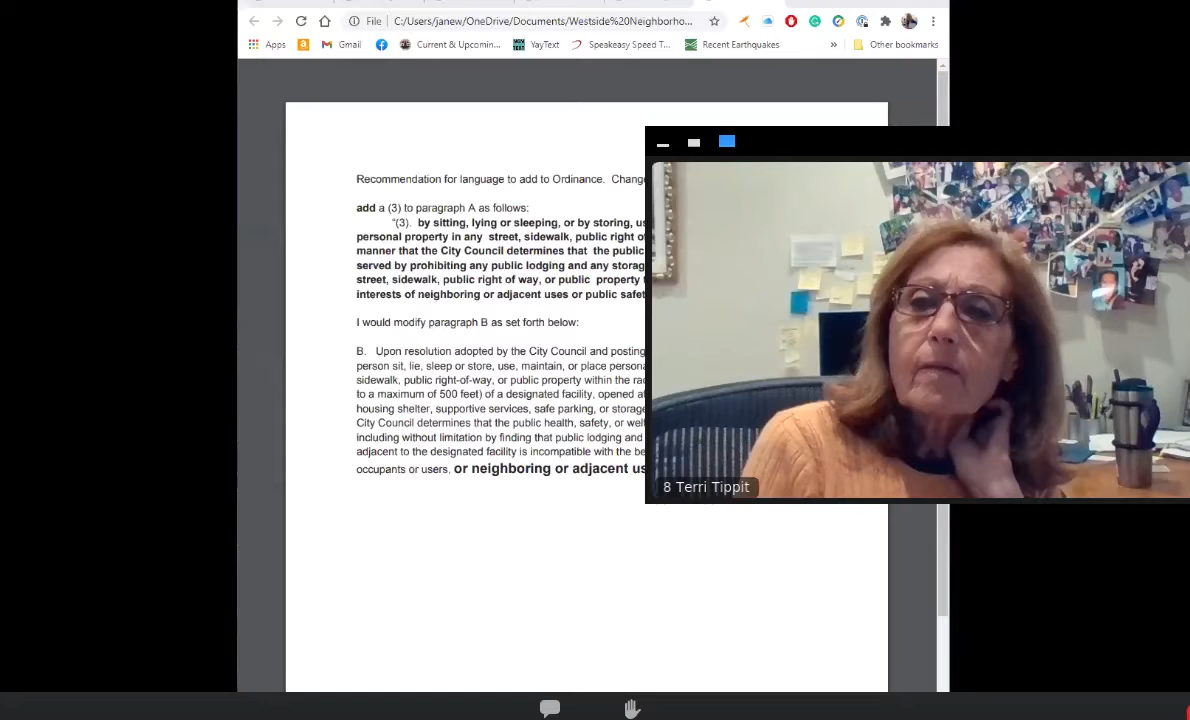 File C:/Users/janew/OneDrive/Documents/Westside%20Neighborho...
Apps Gmail Current & Upcomin... YayText Speakeasy Speed T... Recent Earthquakes » Other bookmarks
Recommendation for language to add to Ordinance. Change
add a (3) to paragraph A as follows:
"(3). by sitting, lying or sleeping, or by storing, us
personal property in any street, sidewalk, public right of
manner that the City Council determines that the public
served by prohibiting any public lodging and any storag
street, sidewalk, public right of way, or public property
interests of neighboring or adjacent uses or public safet
I would modify paragraph B as set forth below:
B. Upon resolution adopted by the City Council and posting
person sit, lie, sleep or store, use, maintain, or place persona
sidewalk, public right-of-way, or public property within the rad
to a maximum of 500 feet) of a designated facility, opened af
housing shelter, supportive services, safe parking, or storage
City Council determines that the public health, safety, or welf
including without limitation by finding that public lodging and
adjacent to the designated facility is incompatible with the be
occupants or users, or neighboring or adjacent us
8 Terri Tippit